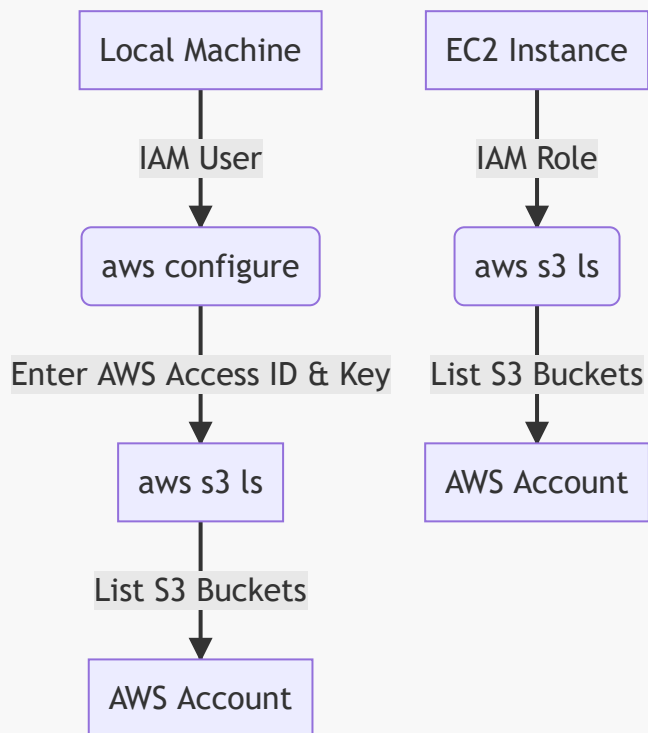 Local Machine
IAM User
aws configure
Enter AWS Access ID & Key
aws s3 ls
List S3 Buckets
AWS Account
EC2 Instance
IAM Role
aws s3 ls
List S3 Buckets
AWS Account